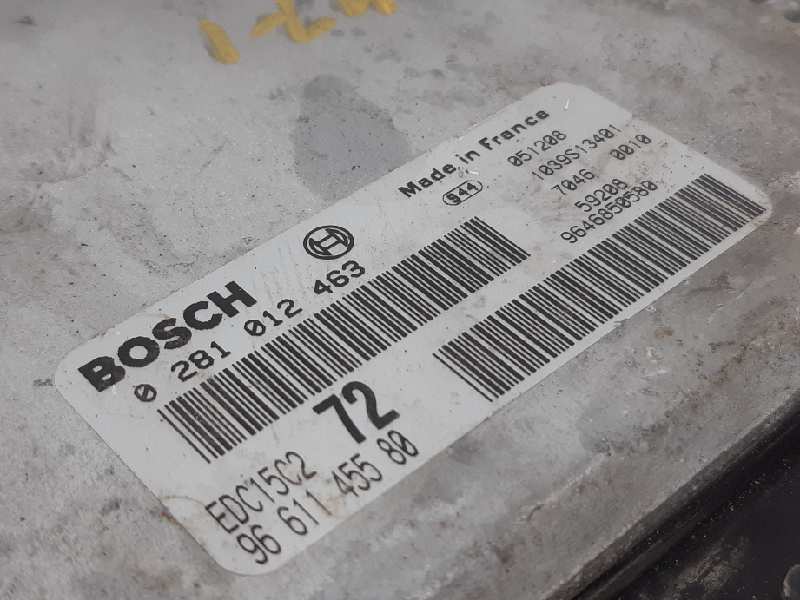 BOSCH
0 281 012 463
Made in France
944
051208
1039S13401
7046 0010
59208
9646850580
72
EDC15C2
96 611 455 80